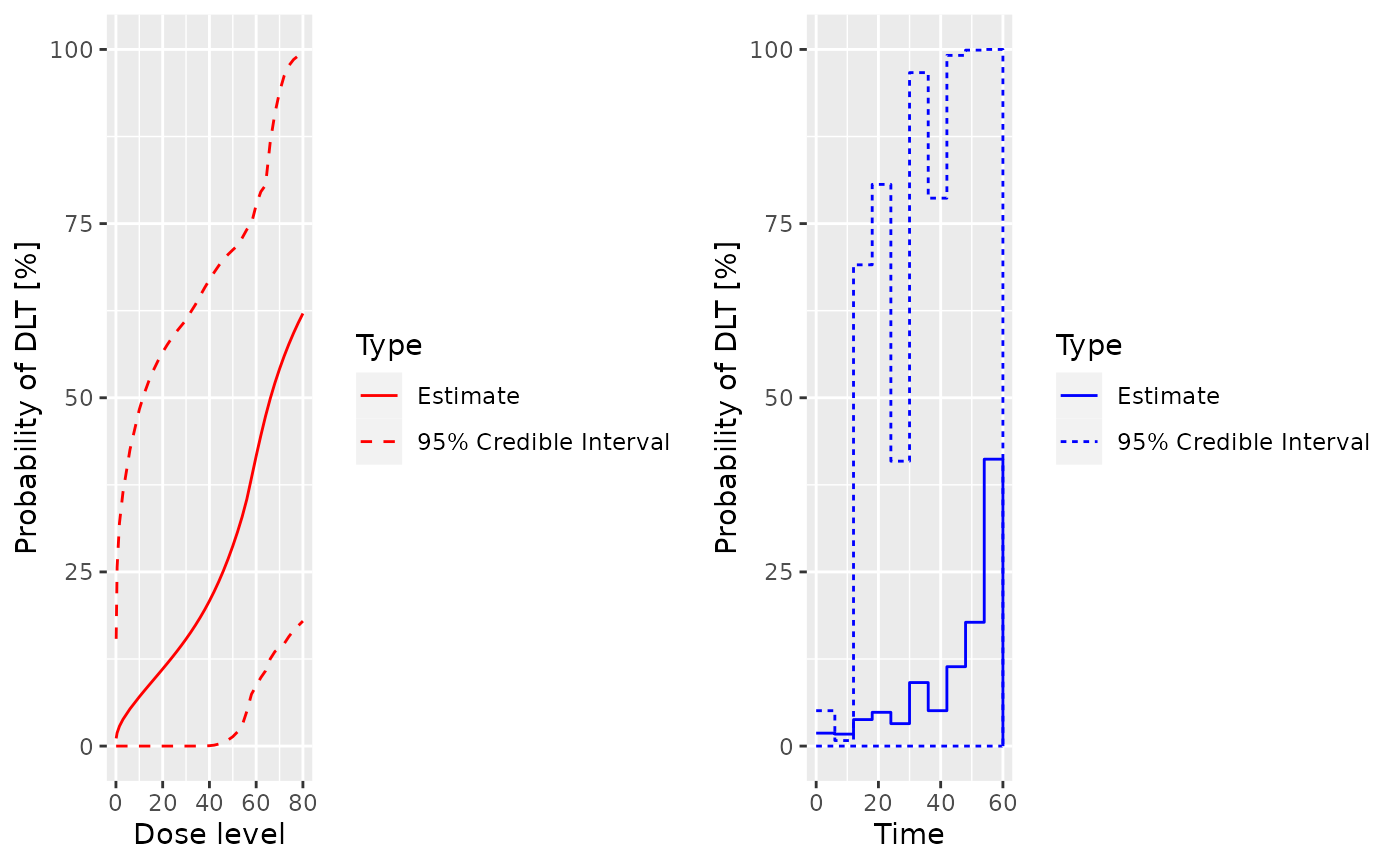 Probability of DLT [%]
100
75
50
25
0
0 20 40 60 80
Dose level
Type
Estimate
95% Credible Interval
Probability of DLT [%]
100
75
50
25
0
0 20 40 60
Time
Type
Estimate
95% Credible Interval